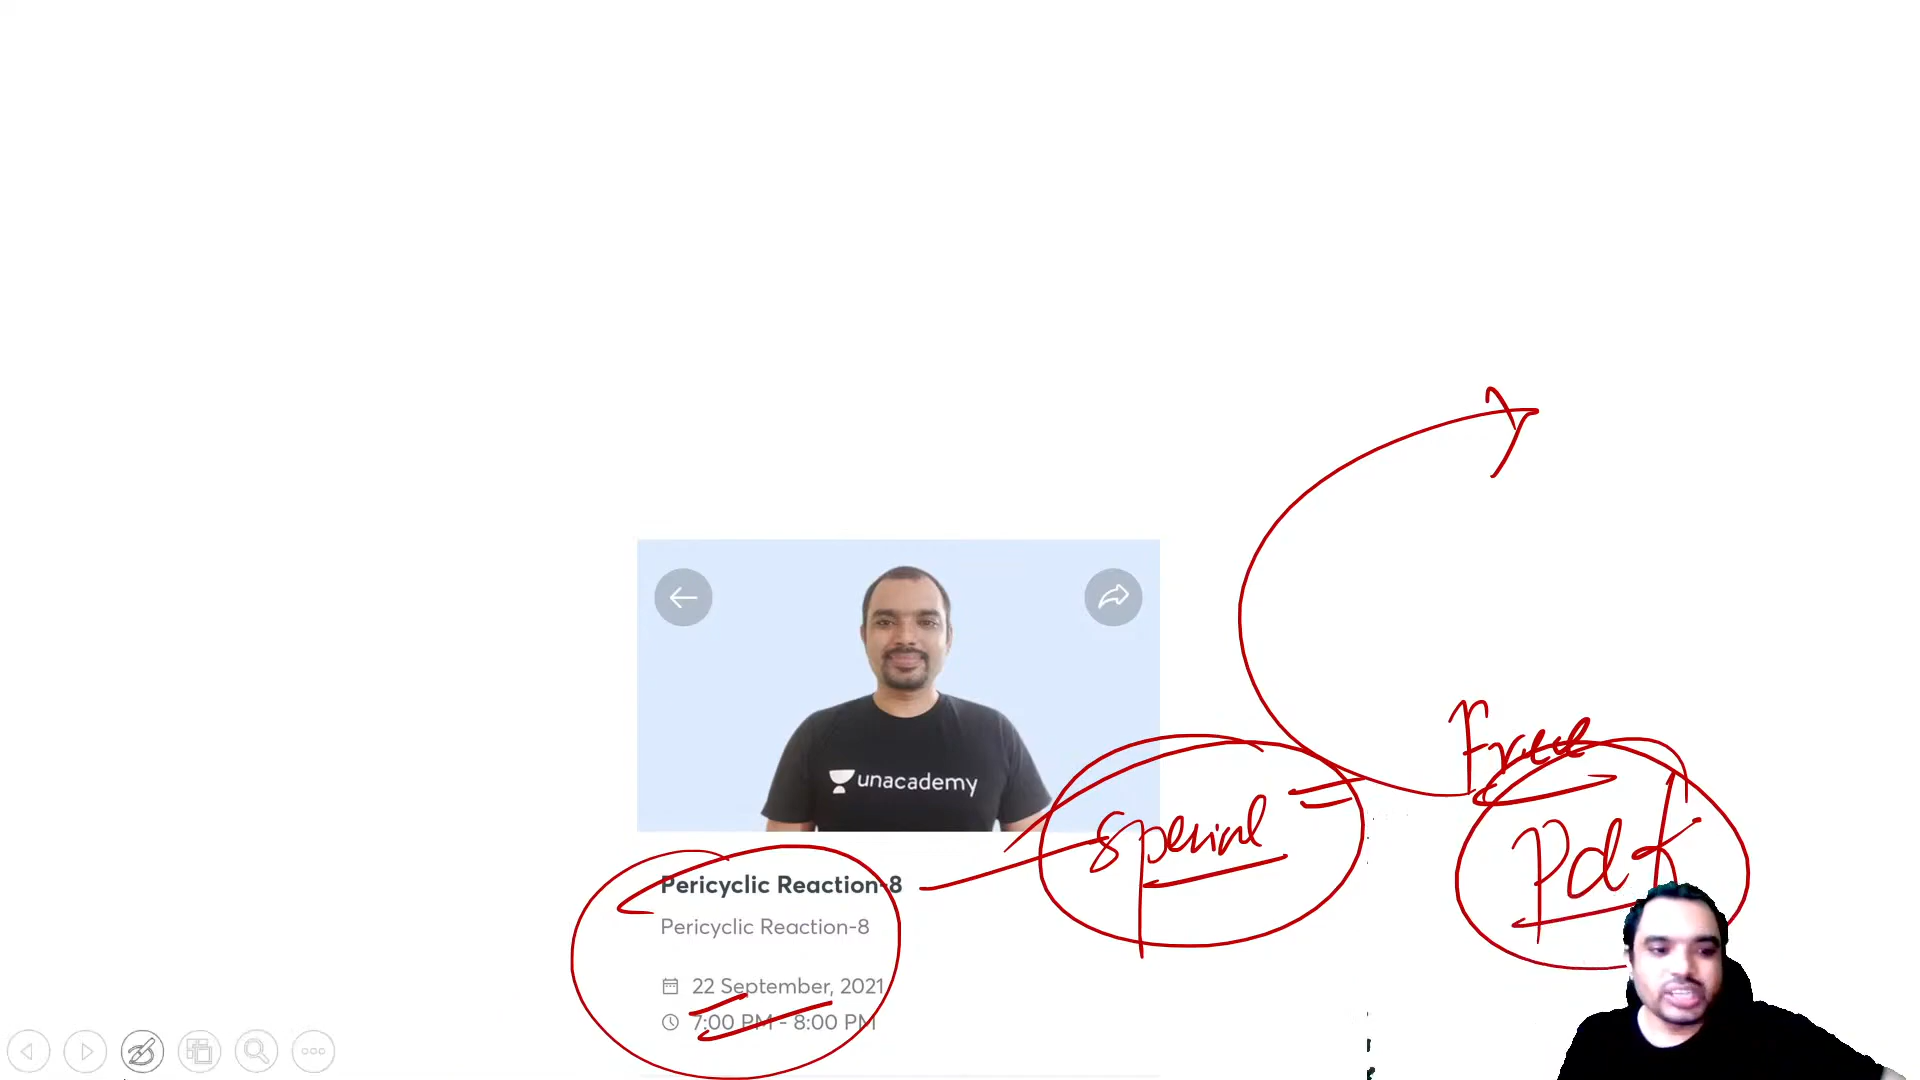 Free
unacademy
special
Pdf
Pericyclic Reaction-8
Pericyclic Reaction-8
22 September, 2021
7:00 PM - 8:00 PM